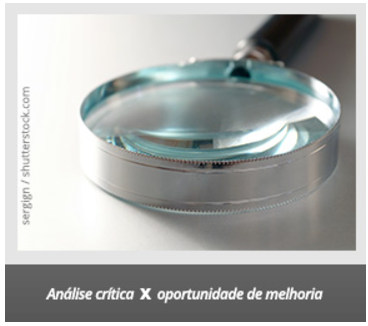 sergign / shutterstock.com
Análise crítica X oportunidade de melhoria